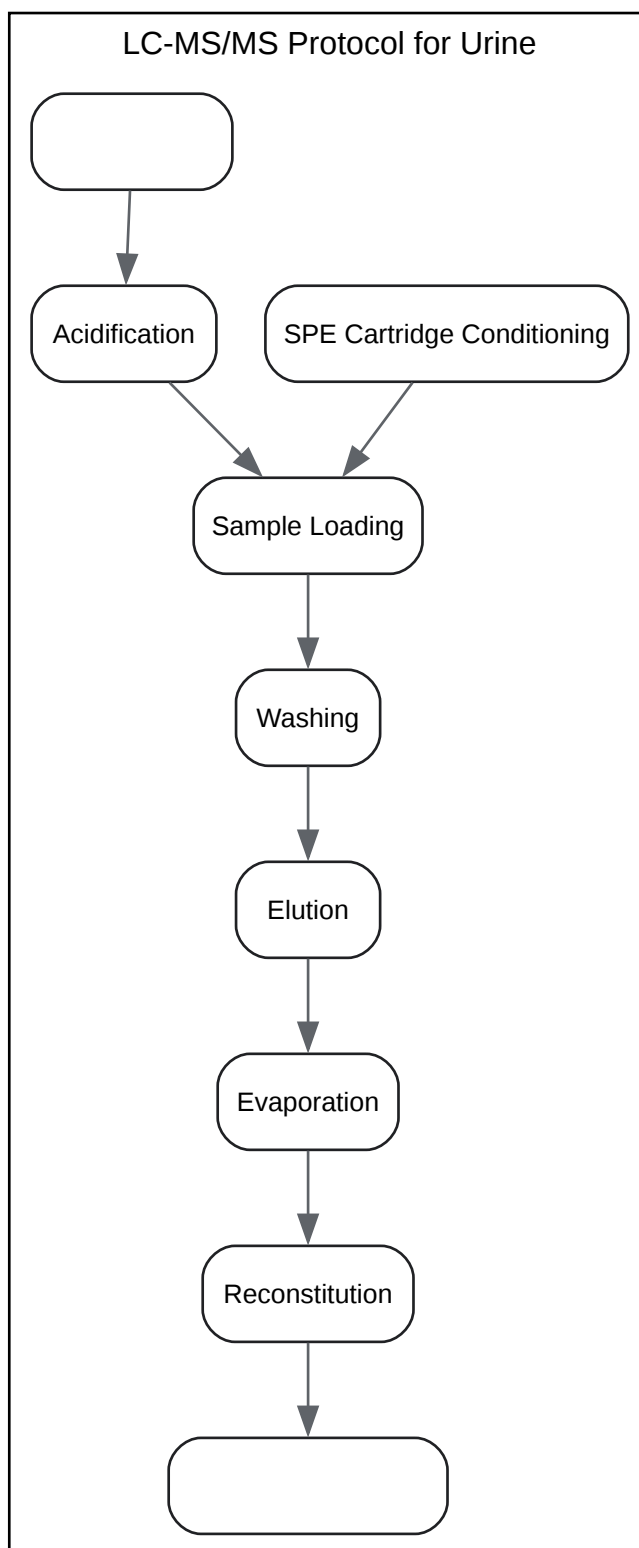 LC-MS/MS Protocol for Urine
Acidification
SPE Cartridge Conditioning
Sample Loading
Washing
Elution
Evaporation
Reconstitution